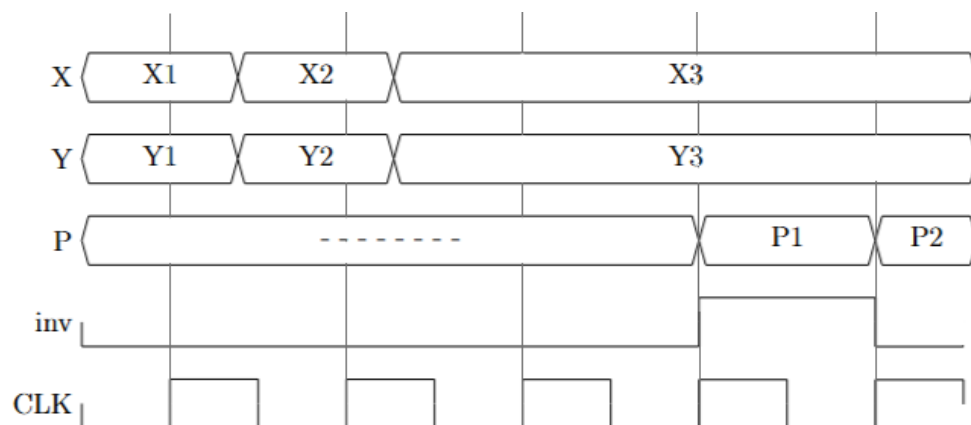 X X1 X2 X3
Y Y1 Y2 Y3
P - - - - - - - - P1 P2
inv
CLK